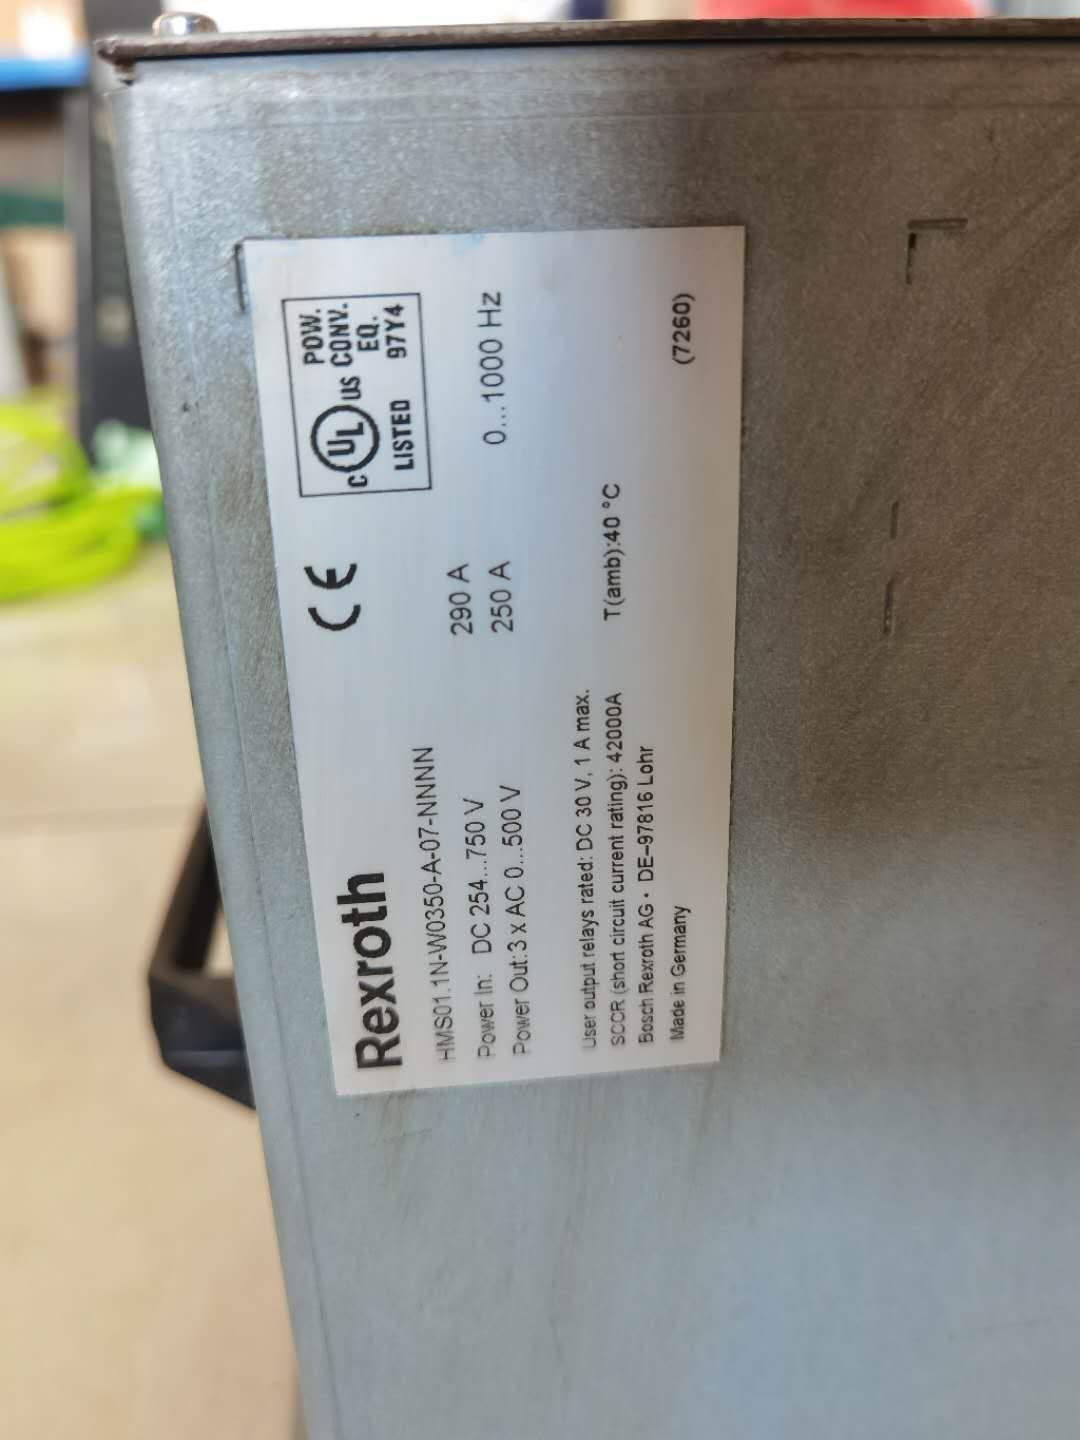 Rexroth
CE
c UL US
LISTED
POW.
CONV.
EQ.
97Y4
HMS01.1N-W0350-A-07-NNNN
Power In: DC 254...750 V 290 A
Power Out: 3 x AC 0...500 V 250 A 0...1000 Hz
User output relays rated: DC 30 V, 1 A max.
SCCR (short circuit current rating): 42000A T(amb):40 °C
Bosch Rexroth AG · DE–97816 Lohr
Made in Germany (7260)